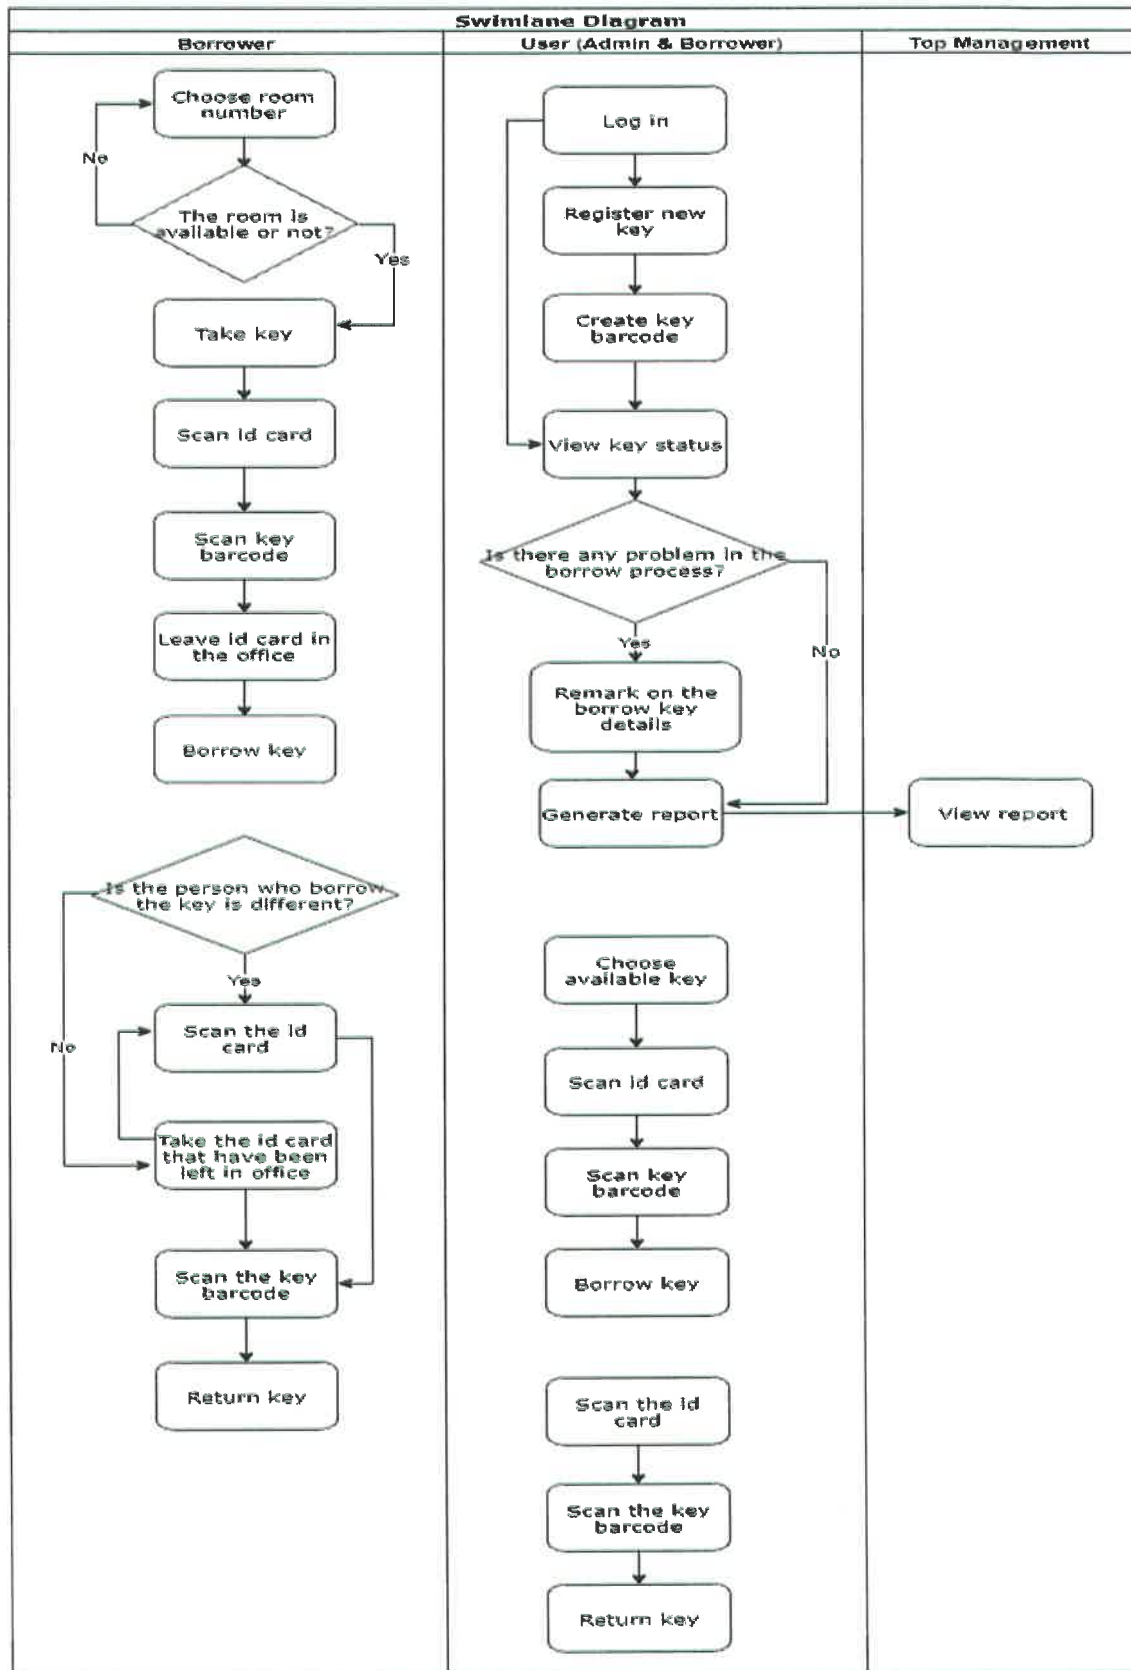 Swimlane Diagram
Borrower
User (Admin & Borrower)
Top Management
Choose room
number
No
The room is
available or not?
Yes
Take key
Scan id card
Scan key
barcode
Leave id card in
the office
Borrow key
Is the person who borrow
the key is different?
Yes
No
Scan the id
card
Take the id card
that have been
left in office
Scan the key
barcode
Return key
Log in
Register new
key
Create key
barcode
View key status
Is there any problem in the
borrow process?
Yes
No
Remark on the
borrow key
details
Generate report
View report
Choose
available key
Scan id card
Scan key
barcode
Borrow key
Scan the id
card
Scan the key
barcode
Return key